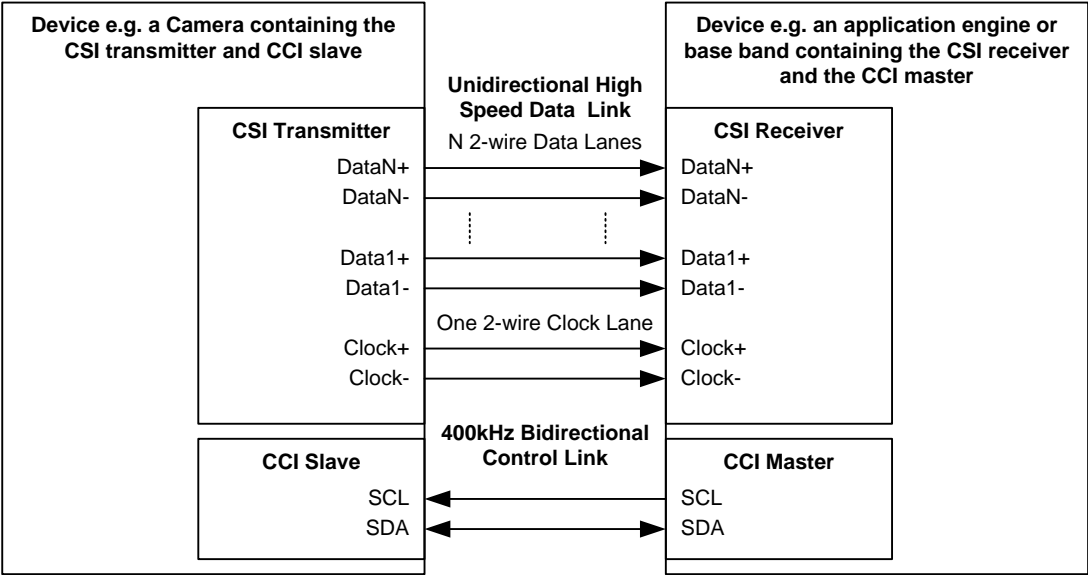 Device e.g. a Camera containing the
CSI transmitter and CCI slave
Device e.g. an application engine or
base band containing the CSI receiver
and the CCI master
Unidirectional High
Speed Data Link
N 2-wire Data Lanes
CSI Transmitter
DataN+
DataN-
Data1+
Data1-
One 2-wire Clock Lane
Clock+
Clock-
CSI Receiver
DataN+
DataN-
Data1+
Data1-
Clock+
Clock-
400kHz Bidirectional
Control Link
CCI Slave
SCL
SDA
CCI Master
SCL
SDA